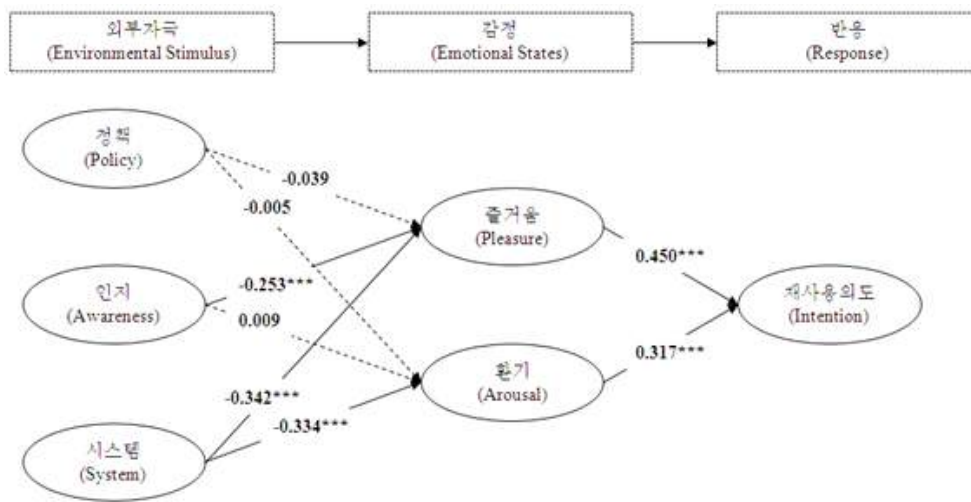 외부자극
(Environmental Stimulus)
감정
(Emotional States)
반응
(Response)
정책
(Policy)
-0.039
-0.005
즐거움
(Pleasure)
0.450***
인지
(Awareness)
-0.253***
0.009
재사용의도
(Intention)
0.317***
환기
(Arousal)
-0.342***
-0.334***
시스템
(System)